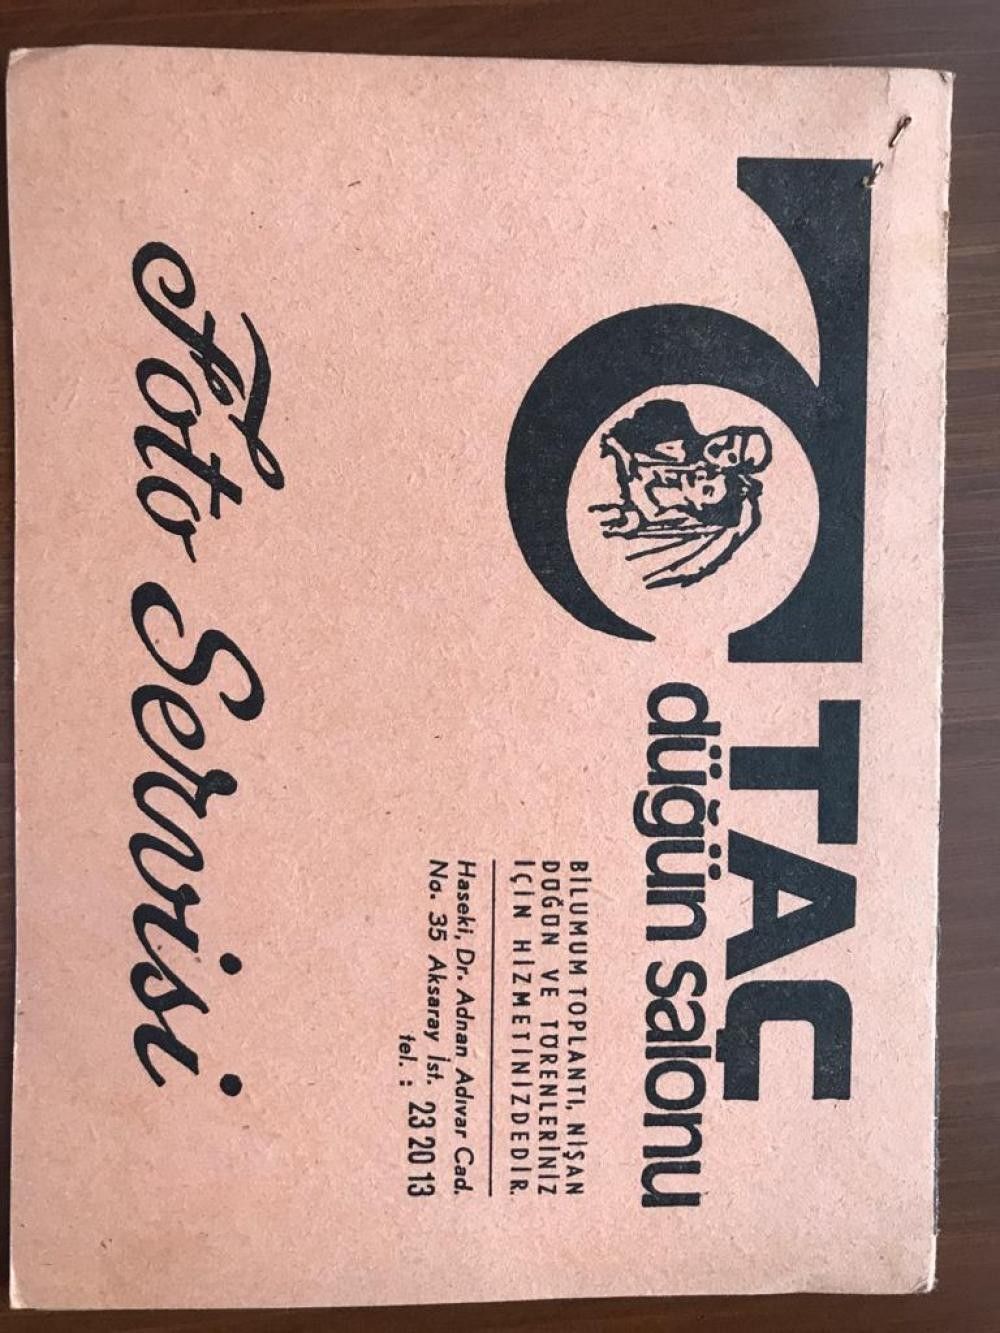 TAÇ
düğün salonu
BİLUMUM TOPLANTI, NİŞAN
DÜĞÜN VE TÖRENLERİNİZ
İÇİN HİZMETİNİZDEDİR.
Haseki, Dr. Adnan Adıvar Cad.
No. 35 Aksaray İst.
tel. : 23 20 13
Foto Servisi